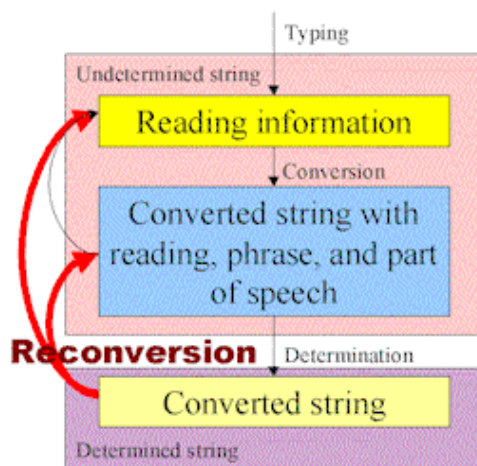 Typing
Undetermined string
Reading information
Conversion
Converted string with
reading, phrase, and part
of speech
Reconversion
Determination
Converted string
Determined string